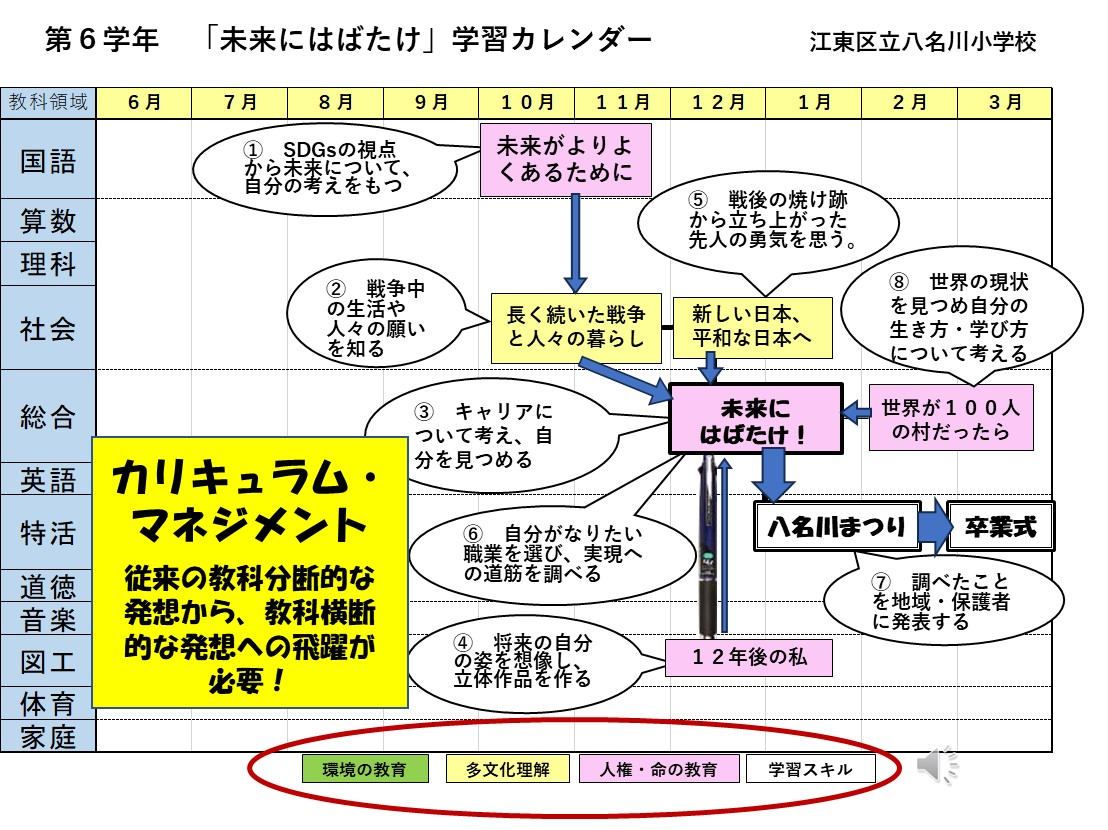 第６学年　「未来にはばたけ」学習カレンダー
江東区立八名川小学校
教科領域
６月
７月
８月
９月
１０月
１１月
１２月
１月
２月
３月
国語
算数
理科
社会
総合
英語
特活
道徳
音楽
図工
体育
家庭
①　SDGsの視点
から未来について、
自分の考えをもつ
未来がよりよ
くあるために
⑤　戦後の焼け跡
から立ち上がった
先人の勇気を思う。
②　戦争中
の生活や
人々の願い
を知る
長く続いた戦争
と人々の暮らし
新しい日本、
平和な日本へ
⑧　世界の現状
を見つめ自分の
生き方・学び方
について考える
③　キャリアに
ついて考え、自
分を見つめる
未来に
はばたけ！
世界が１００人
の村だったら
カリキュラム・
マネジメント
従来の教科分断的な
発想から、教科横断
的な発想への飛躍が
必要！
⑥　自分がなりたい
職業を選び、実現へ
の道筋を調べる
八名川まつり
卒業式
⑦　調べたこと
を地域・保護者
に発表する
④　将来の自分
の姿を想像し、
立体作品を作る
１２年後の私
環境の教育
多文化理解
人権・命の教育
学習スキル